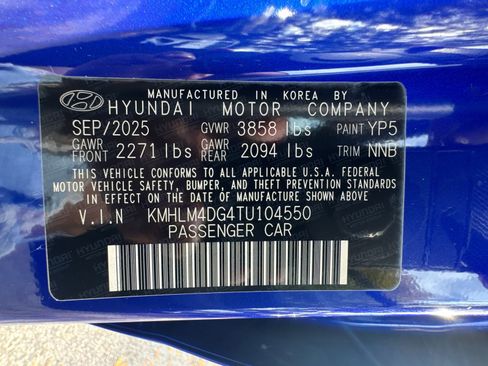 MANUFACTURED IN KOREA BY
HYUNDAI MOTOR COMPANY
SEP/2025 GVWR 3858 lbs PAINT YP5
GAWR FRONT 2271 lbs GAWR REAR 2094 lbs TRIM NNB
THIS VEHICLE CONFORMS TO ALL APPLICABLE U.S.A. FEDERAL
MOTOR VEHICLE SAFETY, BUMPER, AND THEFT PREVENTION STANDARDS
IN EFFECT ON THE DATE OF MANUFACTURE SHOWN ABOVE
V.I.N KMHLM4DG4TU104550
PASSENGER CAR